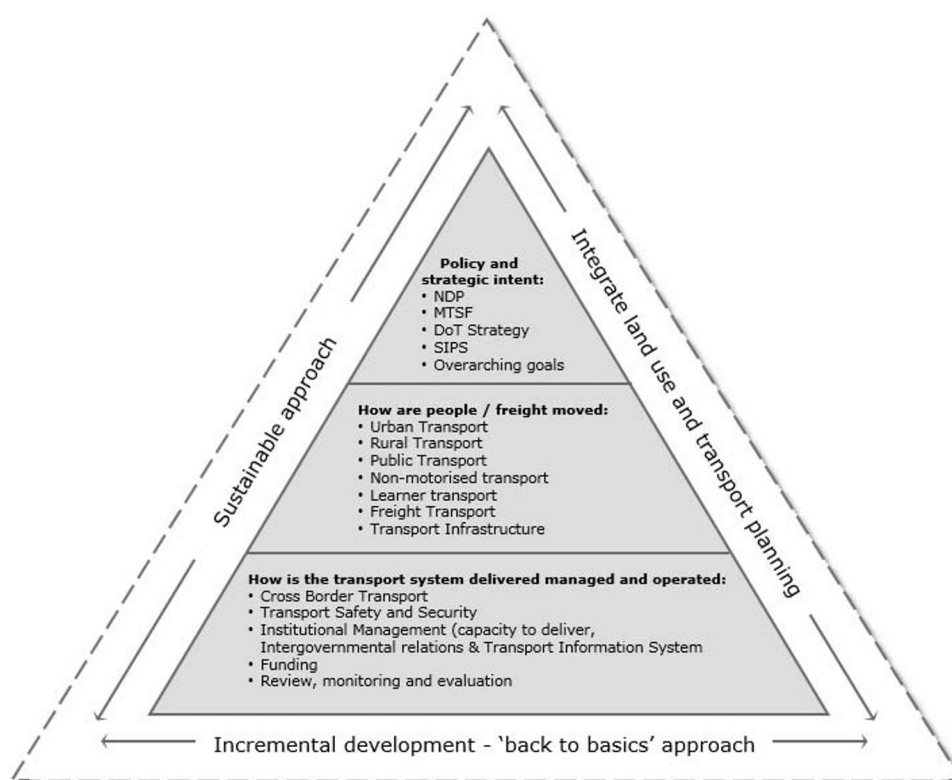 Policy and
strategic intent:
• NDP
• MTSF
• DoT Strategy
• SIPS
• Overarching goals
How are people / freight moved:
• Urban Transport
• Rural Transport
• Public Transport
• Non-motorised transport
• Learner transport
• Freight Transport
• Transport Infrastructure
How is the transport system delivered managed and operated:
• Cross Border Transport
• Transport Safety and Security
• Institutional Management (capacity to deliver,
Intergovernmental relations & Transport Information System
• Funding
• Review, monitoring and evaluation
Sustainable approach
Integrate land use and transport planning
Incremental development - ‘back to basics’ approach